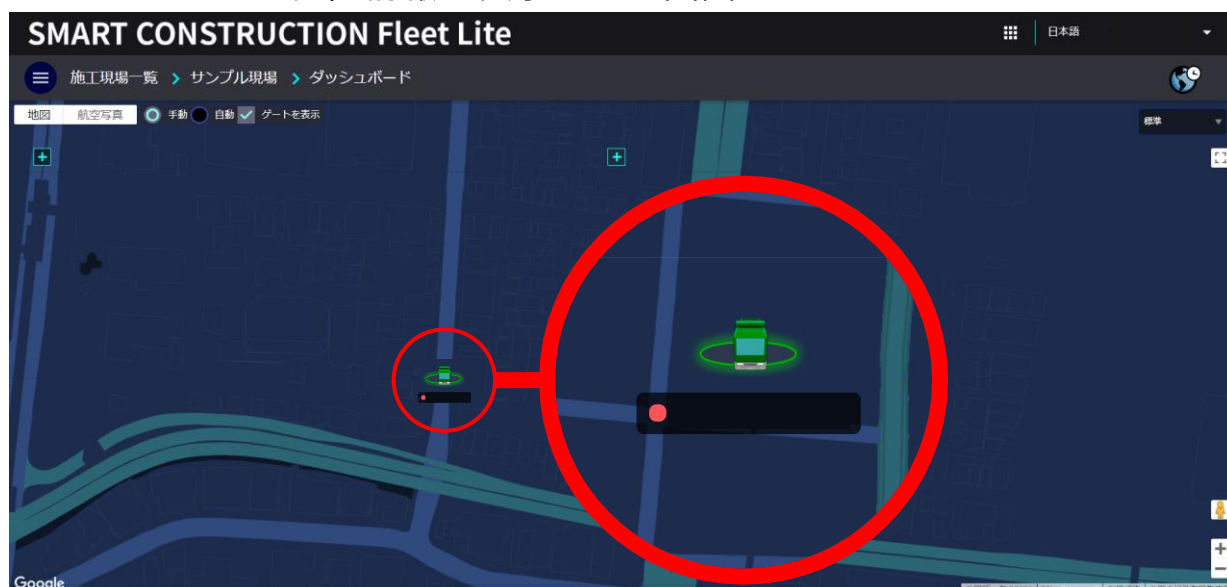 SMART CONSTRUCTION Fleet Lite
日本語
施工現場一覧 > サンプル現場 > ダッシュボード
地図 航空写真 手動 自動 ゲートを表示
標準
Google